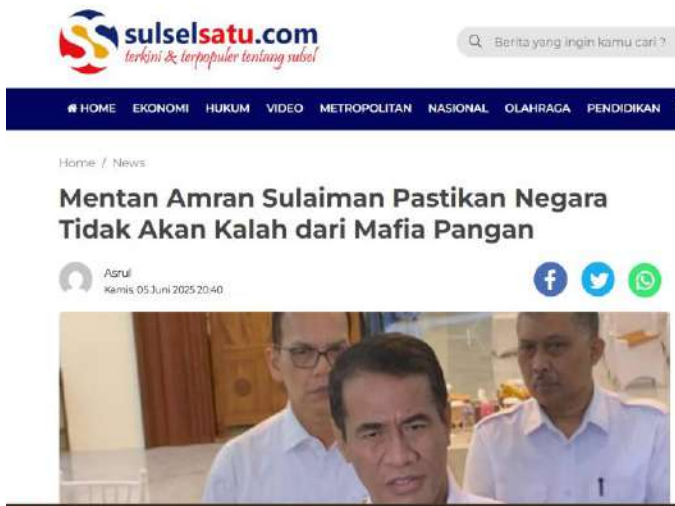 sulselsatu.com
terkini & terpopuler tentang sulsel
Berita yang ingin kamu cari ?
HOME EKONOMI HUKUM VIDEO METROPOLITAN NASIONAL OLAHRAGA PENDIDIKAN
Home / News
Mentan Amran Sulaiman Pastikan Negara
Tidak Akan Kalah dari Mafia Pangan
Asrul
Kamis, 05 Juni 2025 20:40